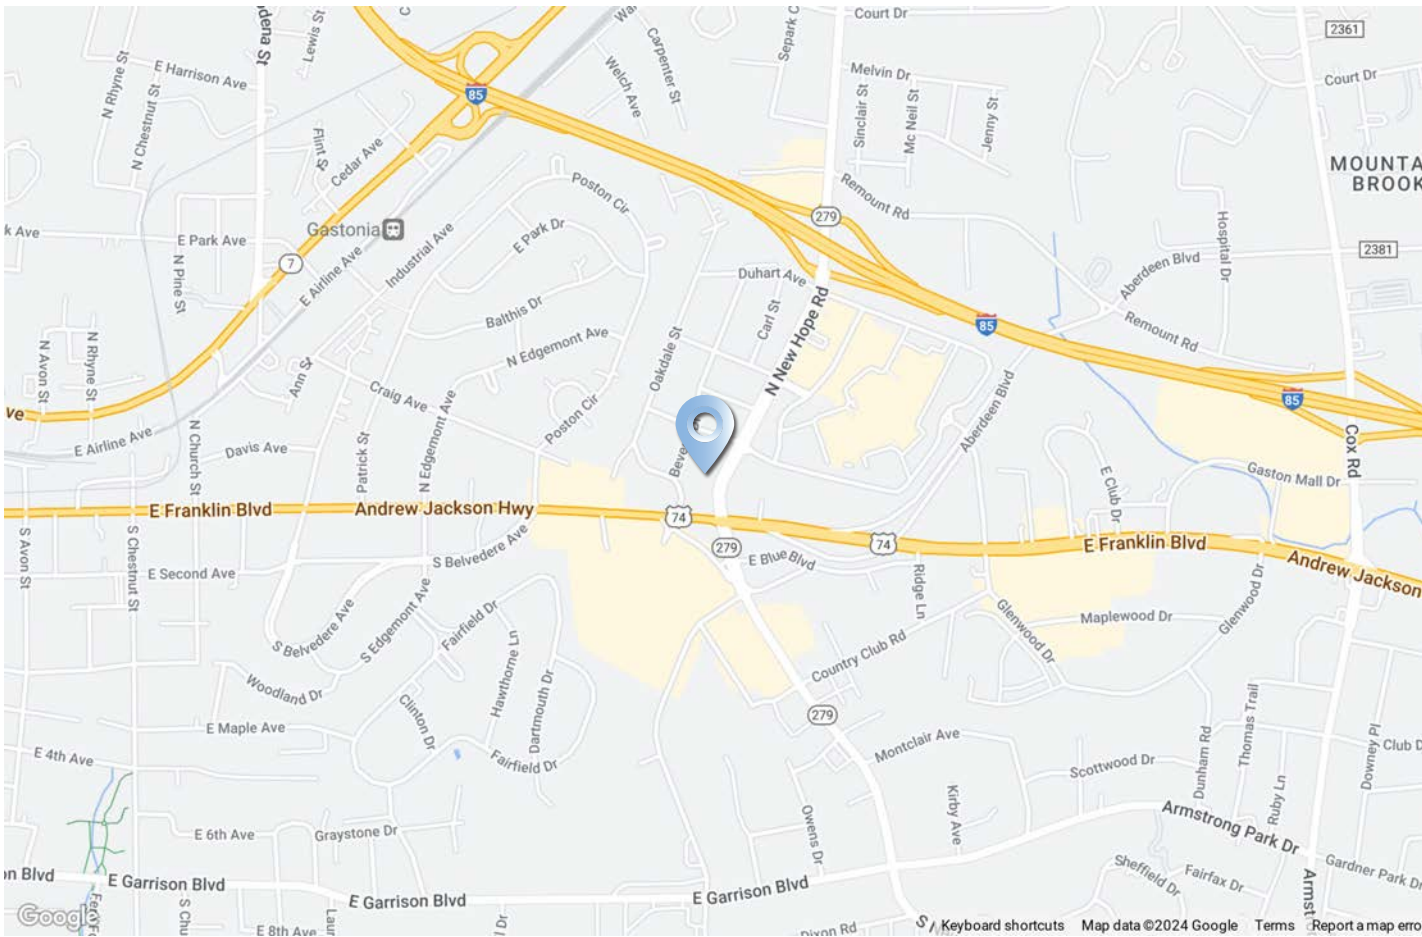 Court Dr
2361
Court Dr
N Rhyne St
Lewis St
E Harrison Ave
N Chestnut St
Welch Ave
Carpenter St
Melvin Dr
Sinclair St
Mc Neil St
Jenny St
85
Flint St
Cedar Ave
Poston Cir
MOUNTA
BROOK
Remount Rd
279
Hospital Dr
2381
Gastonia
k Ave
E Park Ave
7
N Pine St
E Airline Ave
Industrial Ave
E Park Dr
Duhart Ave
Aberdeen Blvd
Balthis Dr
N Edgemont Ave
Oakdale St
Carl St
N New Hope Rd
85
Remount Rd
N Avon St
N Rhyne St
Ann St
Craig Ave
Poston Cir
Aberdeen Blvd
85
ve
E Airline Ave
N Church St
Davis Ave
Patrick St
N Edgemont Ave
Cox Rd
E Club Dr
Gaston Mall Dr
E Franklin Blvd
Andrew Jackson Hwy
74
279
74
E Franklin Blvd
Andrew Jackson
S Avon St
S Chestnut St
E Second Ave
S Belvedere Ave
E Blue Blvd
Ridge Ln
Glenwood Dr
Maplewood Dr
Glenwood Dr
S Belvedere Ave
S Edgemont Ave
Fairfield Dr
Hawthorne Ln
Dartmouth Dr
Country Club Rd
Woodland Dr
Clinton Dr
E Maple Ave
279
Montclair Ave
Thomas Trail
Dunham Rd
Downey Pl
Club D
E 4th Ave
Fairfield Dr
Scottwood Dr
Ruby Ln
Kirby Ave
Owens Dr
Armstrong Park Dr
E 6th Ave
Graystone Dr
Gardner Park Dr
Sheffield Dr
Fairfax Dr
on Blvd
E Garrison Blvd
E Garrison Blvd
E Garrison Blvd
E 8th Ave
Dixon Rd
Google
Keyboard shortcuts
Map data ©2024 Google
Terms
Report a map erro